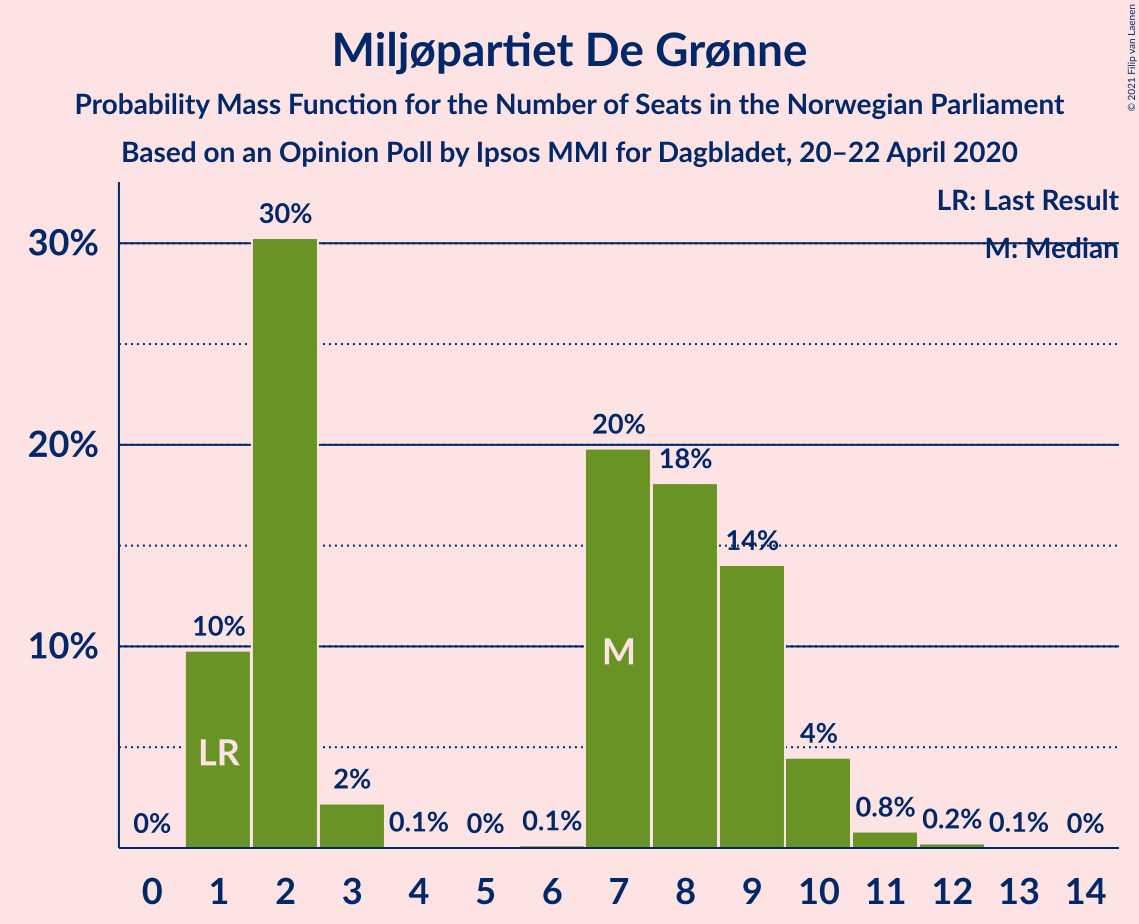 Miljøpartiet De Grønne
Probability Mass Function for the Number of Seats in the Norwegian Parliament
Based on an Opinion Poll by Ipsos MMI for Dagbladet, 20–22 April 2020
© 2021 Filip van Laenen
LR: Last Result
M: Median
30%
20%
10%
0%
10%
30%
2%
0.1%
0%
0.1%
20%
18%
14%
4%
0.8%
0.2%
0.1%
0%
LR
M
0 1 2 3 4 5 6 7 8 9 10 11 12 13 14